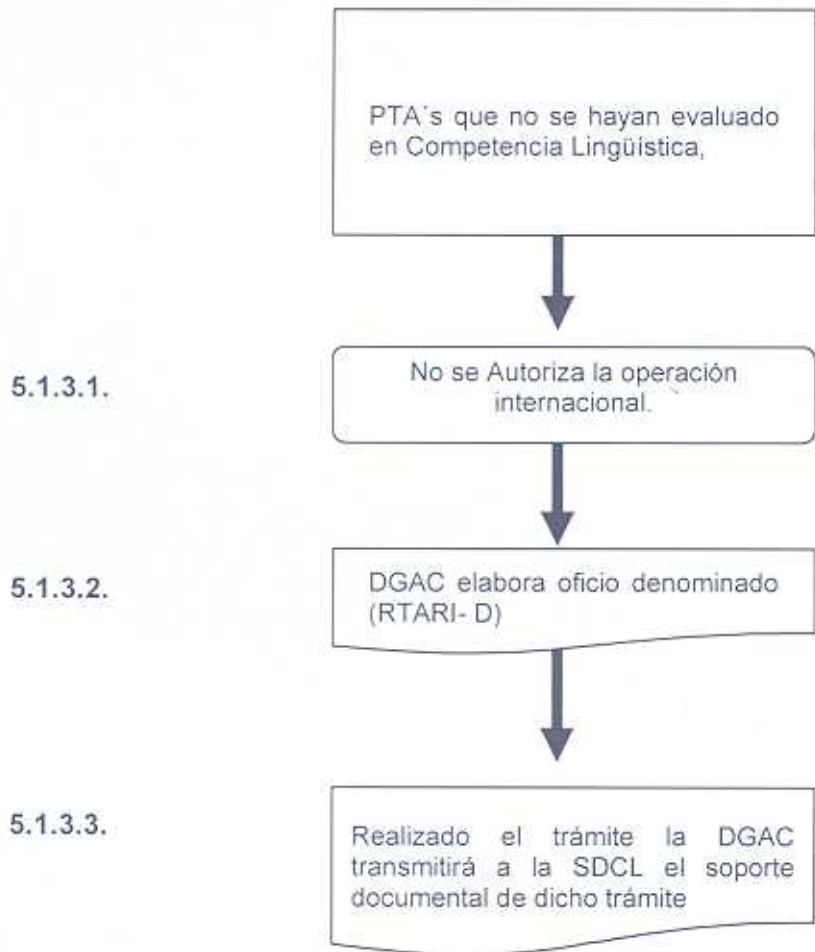 PTA´s que no se hayan evaluado
en Competencia Lingüística,
5.1.3.1.
No se Autoriza la operación
internacional.
5.1.3.2.
DGAC elabora oficio denominado
(RTARI- D)
5.1.3.3.
Realizado el trámite la DGAC
transmitirá a la SDCL el soporte
documental de dicho trámite